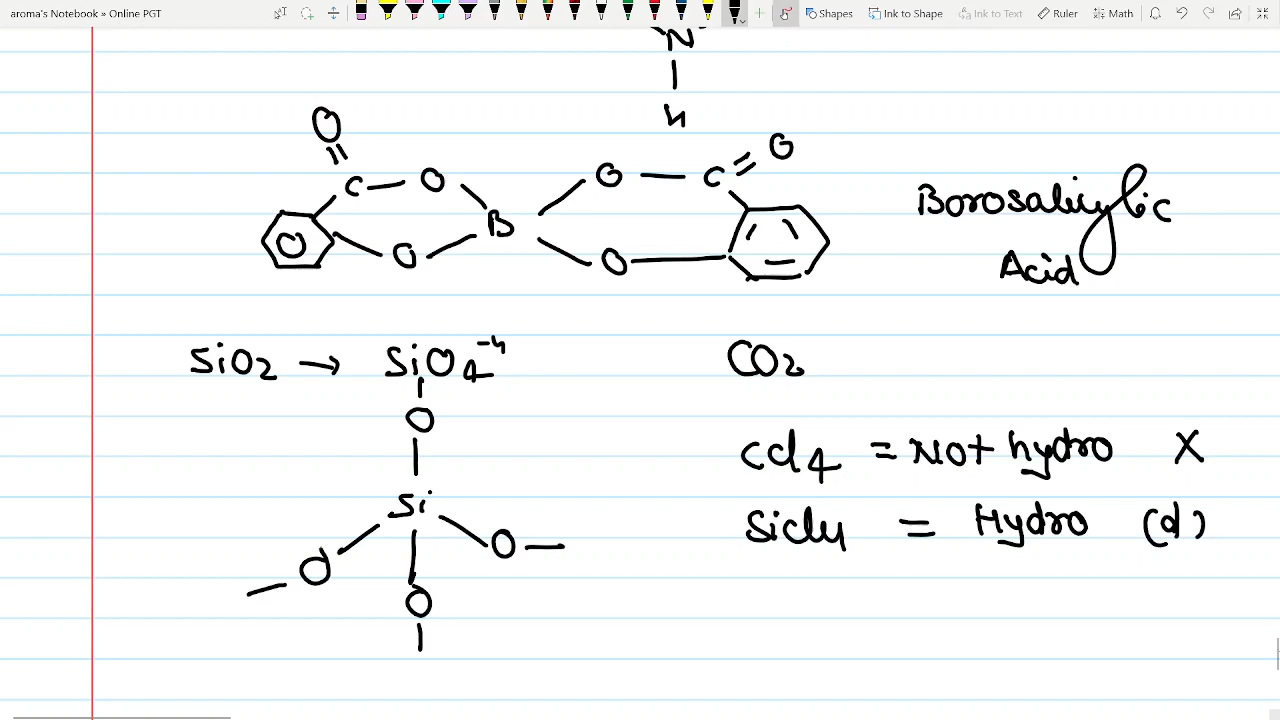 aroma's Notebook » Online PGT
Shapes Ink to Shape Ink to Text Ruler Math
N
H
O O
C O O C
B
O O
Borosalicylic
Acid
SiO2 → SiO4⁻⁴ CO2
O
CCl4 = Not hydro X
Si
SiCl4 = Hydro (d)
O O
O